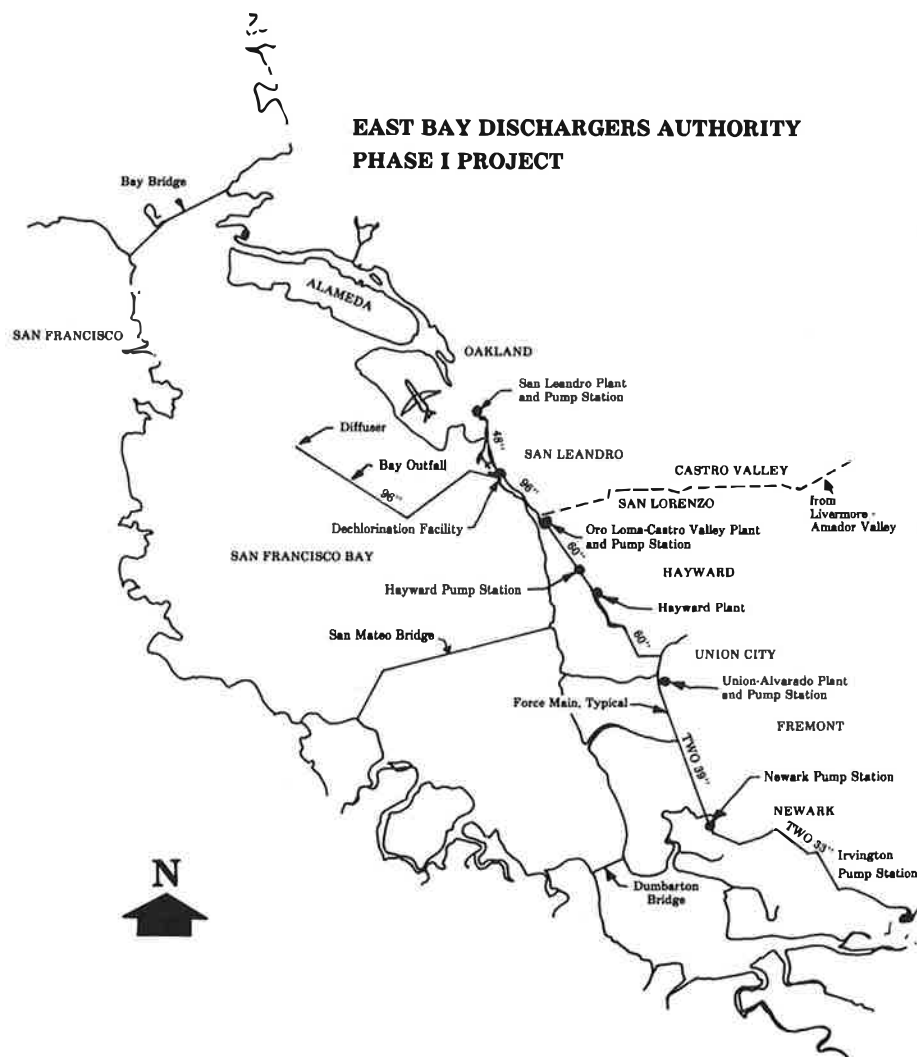 EAST BAY DISCHARGERS AUTHORITY
PHASE I PROJECT
Bay Bridge
ALAMEDA
SAN FRANCISCO
OAKLAND
San Leandro Plant
and Pump Station
Diffuser
48"
SAN LEANDRO
Bay Outfall
CASTRO VALLEY
96"
96"
SAN LORENZO
from
Livermore -
Amador Valley
Dechlorination Facility
Oro Loma-Castro Valley Plant
and Pump Station
SAN FRANCISCO BAY
60"
HAYWARD
Hayward Pump Station
Hayward Plant
San Mateo Bridge
60"
UNION CITY
Union-Alvarado Plant
and Pump Station
Force Main, Typical
FREMONT
TWO 39"
Newark Pump Station
NEWARK
TWO 33"
Irvington
Pump Station
N
Dumbarton
Bridge